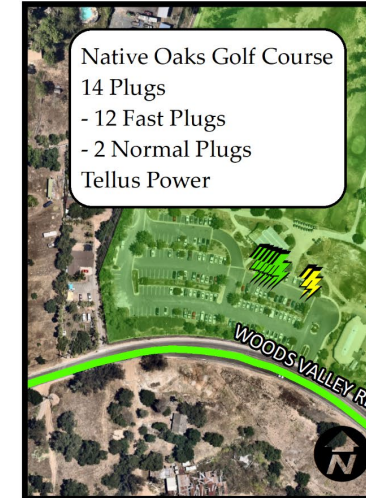 Native Oaks Golf Course
14 Plugs
- 12 Fast Plugs
- 2 Normal Plugs
Tellus Power
WOODS VALLEY
N